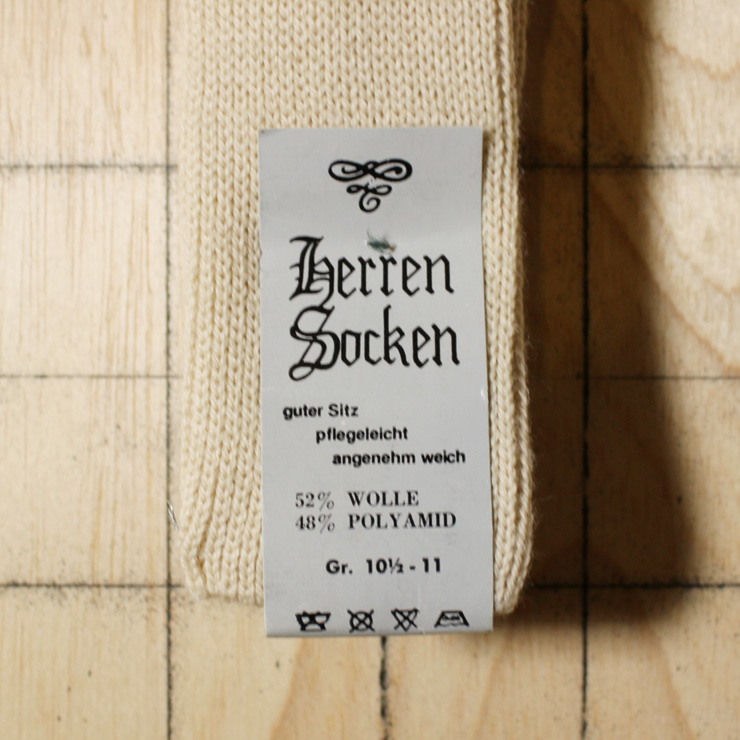 Herren
Socken
guter Sitz
pflegeleicht
angenehm weich
52% WOLLE
48% POLYAMID
Gr. 10½ - 11